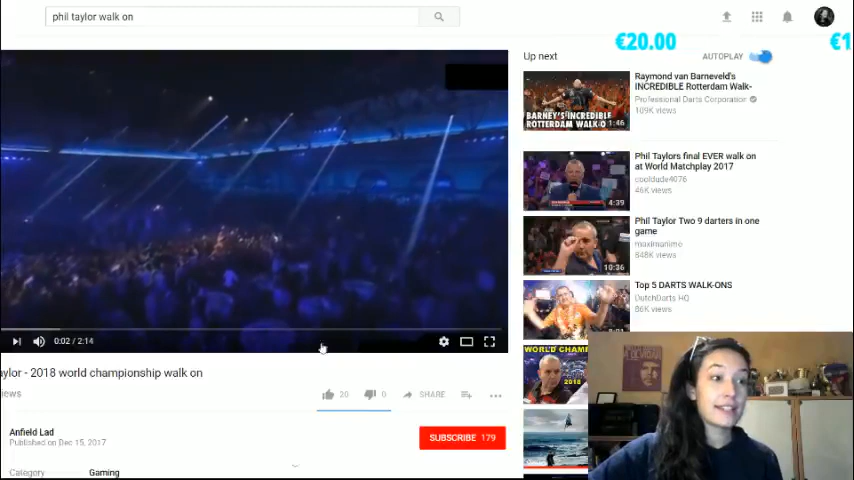 phil taylor walk on
€20.00
€1
Up next
AUTOPLAY
Raymond van Barneveld's
INCREDIBLE Rotterdam Walk-
Professional Darts Corporation
109K views
BARNEY'S INCREDIBLE
ROTTERDAM WALK-O
1:46
Phil Taylors final EVER walk on
at World Matchplay 2017
cooldude4076
46K views
4:39
Phil Taylor Two 9 darters in one
game
maximanime
848K views
10:36
Top 5 DARTS WALK-ONS
DutchDarts HQ
86K views
WORLD CHAM
2018
0:02 / 2:14
aylor - 2018 world championship walk on
iews
20
0
SHARE
Anfield Lad
Published on Dec 15, 2017
SUBSCRIBE 179
Category
Gaming